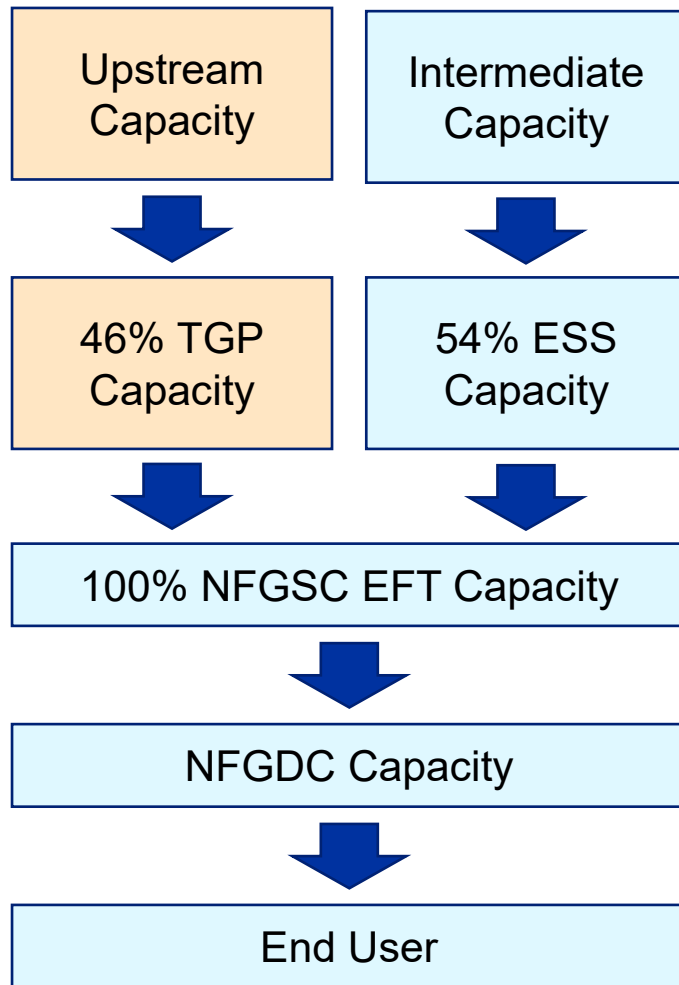 Upstream
Capacity
Intermediate
Capacity
46% TGP
Capacity
54% ESS
Capacity
100% NFGSC EFT Capacity
NFGDC Capacity
End User